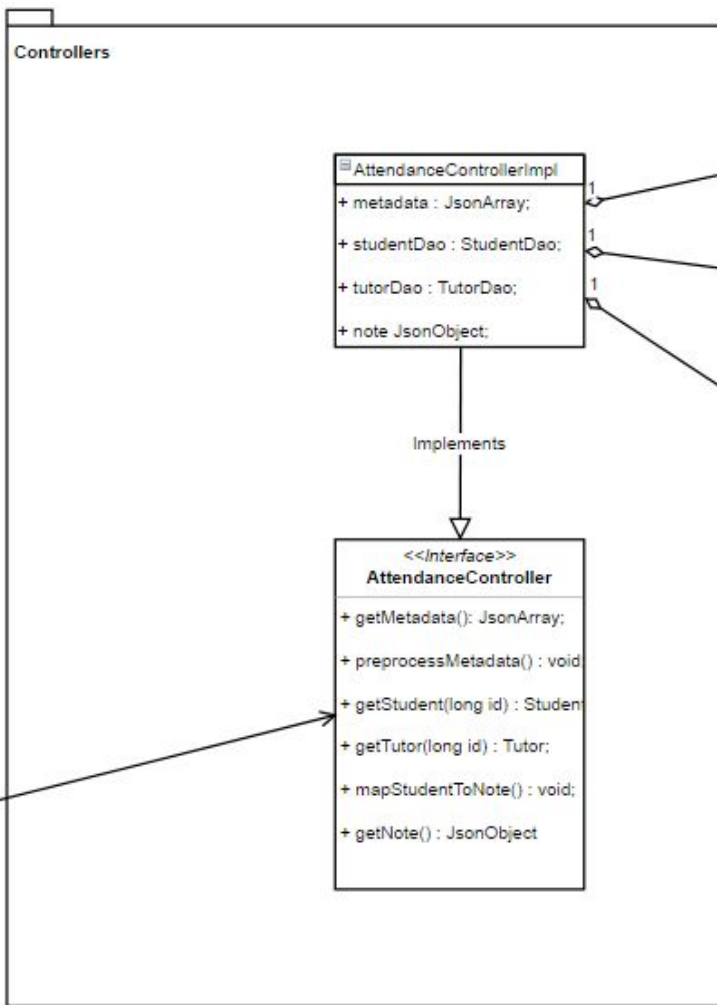 Controllers
AttendanceControllerImpl
+ metadata : JsonArray;
1
+ studentDao : StudentDao;
1
+ tutorDao : TutorDao;
1
+ note JsonObject;
Implements
<<Interface>>
AttendanceController
+ getMetadata(): JsonArray;
+ preprocessMetadata() : void;
+ getStudent(long id) : Student
+ getTutor(long id) : Tutor;
+ mapStudentToNote() : void;
+ getNote() : JsonObject